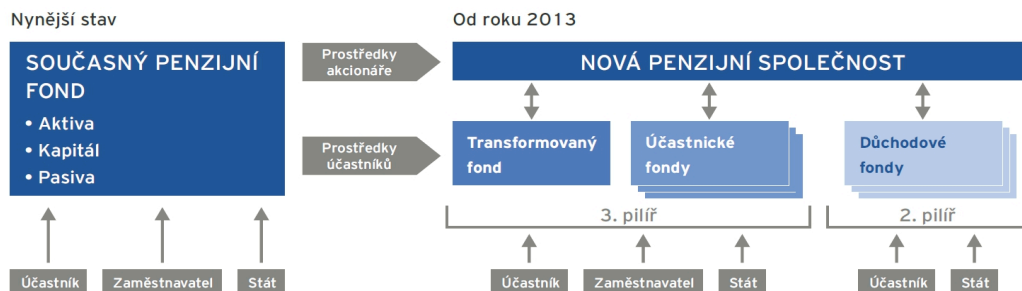 Nynější stav
SOUČASNÝ PENZIJNÍ
FOND
• Aktiva
• Kapitál
• Pasiva
Účastník
Zaměstnavatel
Stát
Prostředky
akcionáře
Prostředky
účastníků
Od roku 2013
NOVÁ PENZIJNÍ SPOLEČNOST
Transformovaný
fond
Účastnické
fondy
Důchodové
fondy
3. pilíř
2. pilíř
Účastník
Zaměstnavatel
Stát
Účastník
Stát